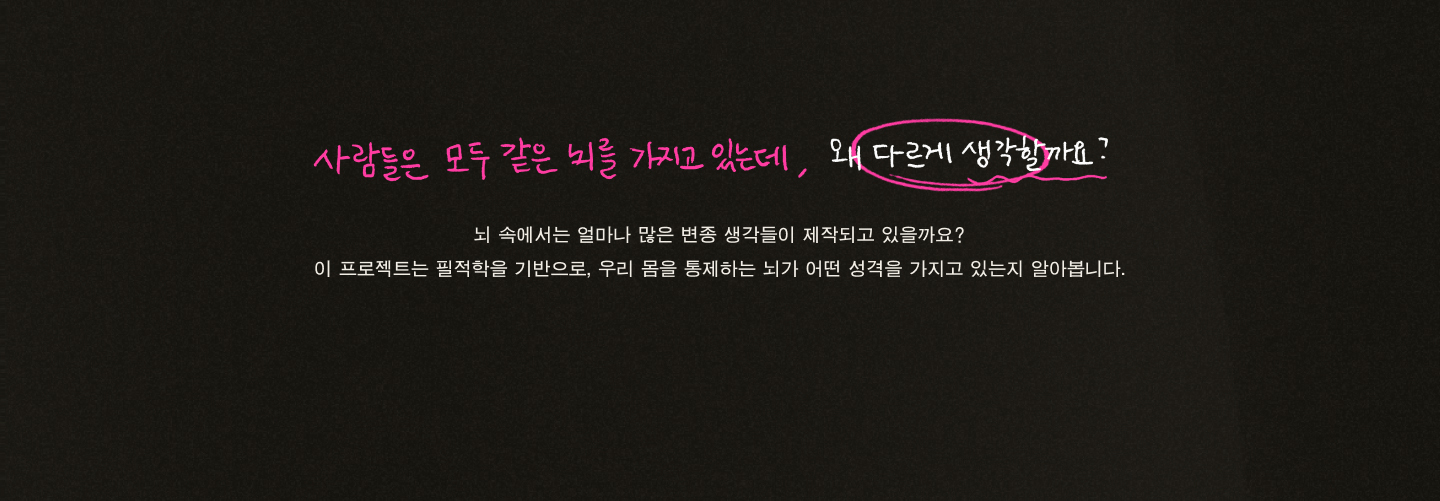 사람들은 모두 같은 뇌를 가지고 있는데, 왜 다르게 생각할까요?
뇌 속에서는 얼마나 많은 변종 생각들이 제작되고 있을까요?
이 프로젝트는 필적학을 기반으로, 우리 몸을 통제하는 뇌가 어떤 성격을 가지고 있는지 알아봅니다.